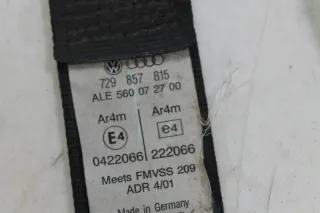 729 857 815
ALE 560 07 27 00
Ar4m Ar4m
E4 e4
0422066 222066
Meets FMVSS 209
ADR 4/01
Made in Germany